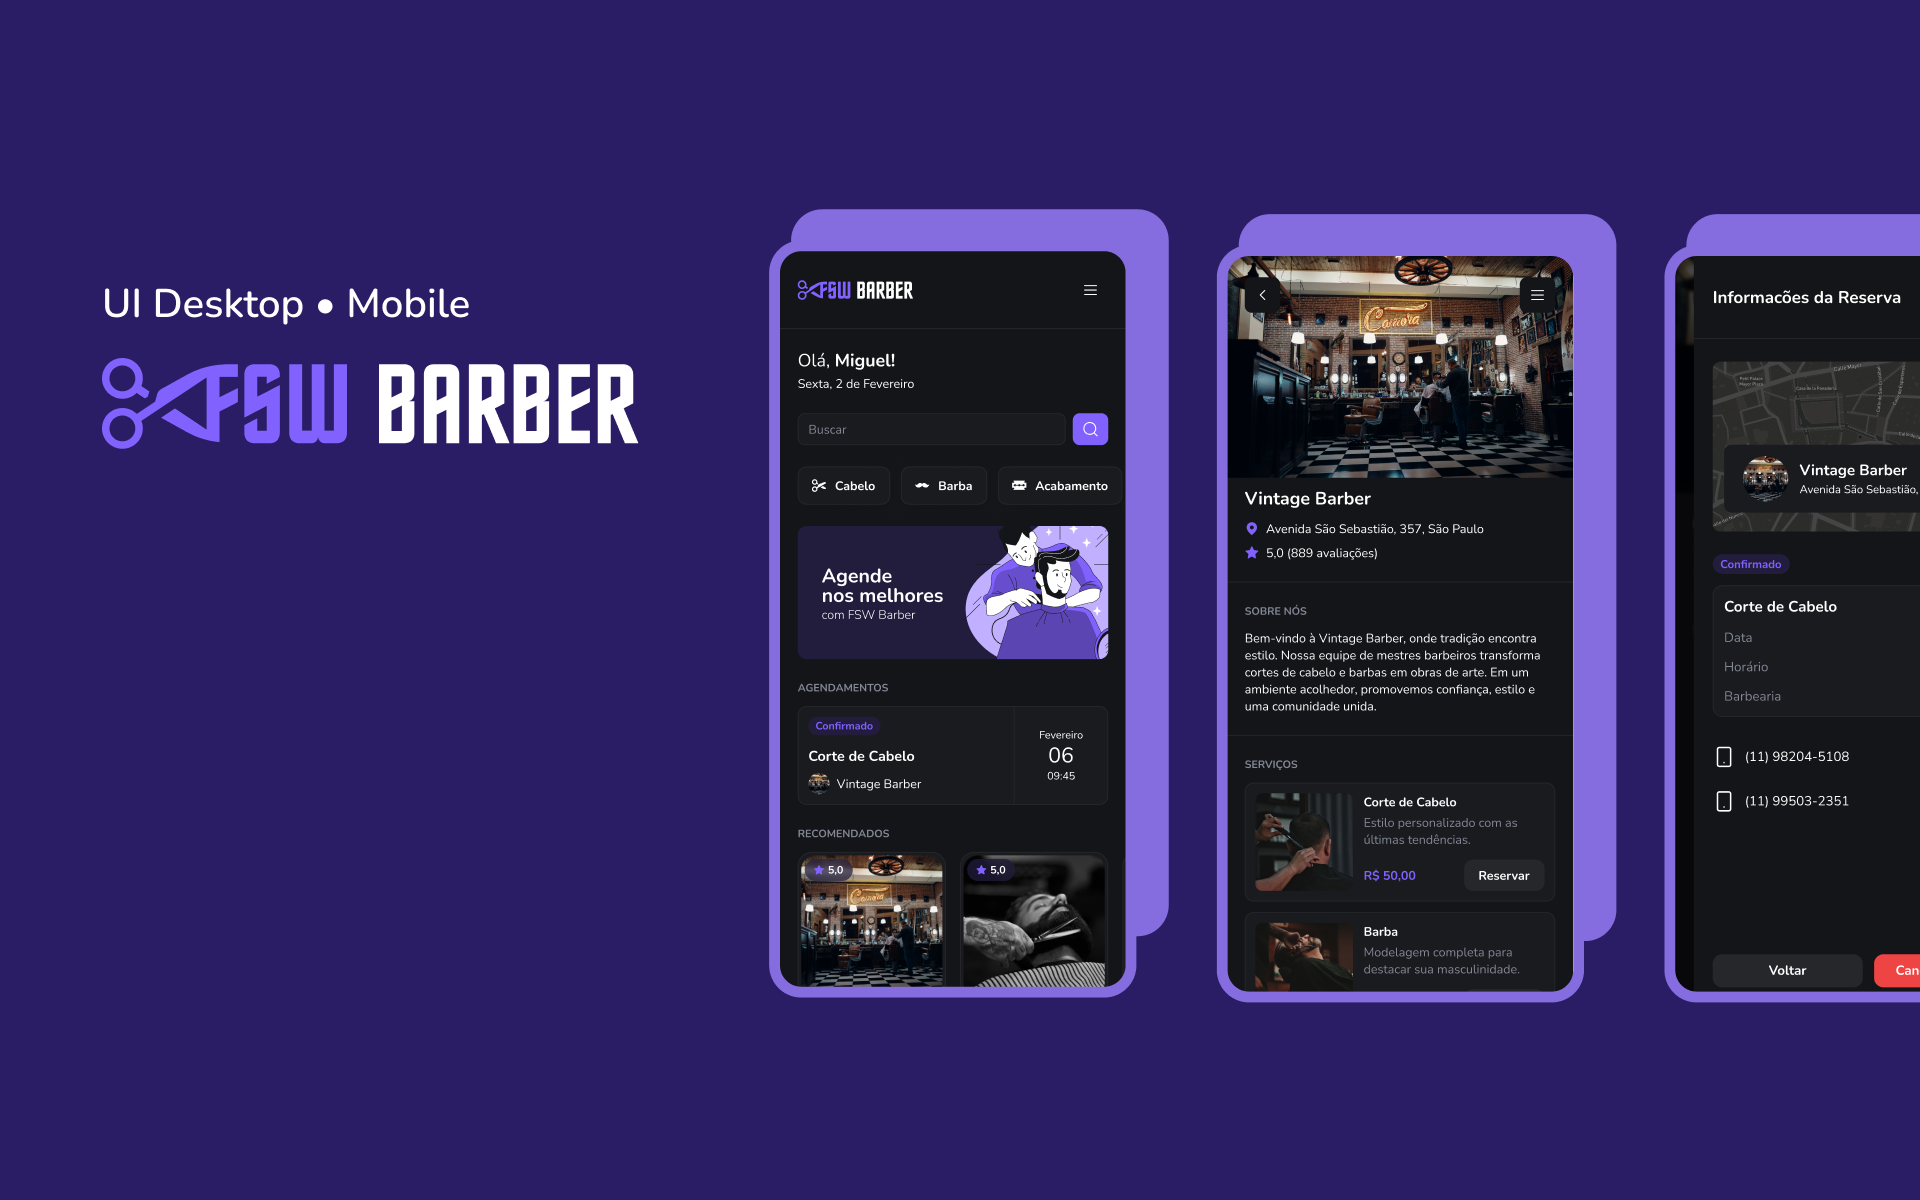 UI Desktop • Mobile
FSW BARBER
FSW BARBER
Olá, Miguel!
Sexta, 2 de Fevereiro
Buscar
Cabelo
Barba
Acabamento
Agende
nos melhores
com FSW Barber
AGENDAMENTOS
Confirmado
Corte de Cabelo
Vintage Barber
Fevereiro
06
09:45
RECOMENDADOS
5,0
5,0
Vintage Barber
Avenida São Sebastião, 357, São Paulo
5,0 (889 avaliações)
SOBRE NÓS
Bem-vindo à Vintage Barber, onde tradição encontra
estilo. Nossa equipe de mestres barbeiros transforma
cortes de cabelo e barbas em obras de arte. Em um
ambiente acolhedor, promovemos confiança, estilo e
uma comunidade unida.
SERVIÇOS
Corte de Cabelo
Estilo personalizado com as
últimas tendências.
R$ 50,00
Reservar
Barba
Modelagem completa para
destacar sua masculinidade.
Informacões da Reserva
Vintage Barber
Avenida São Sebastião,
Confirmado
Corte de Cabelo
Data
Horário
Barbearia
(11) 98204-5108
(11) 99503-2351
Voltar
Can